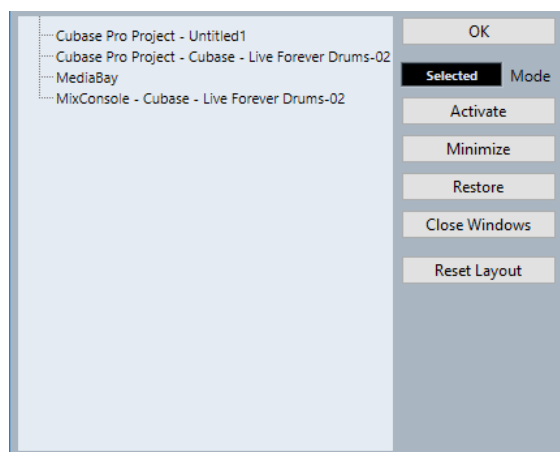 Cubase Pro Project - Untitled1
Cubase Pro Project - Cubase - Live Forever Drums-02
MediaBay
MixConsole - Cubase - Live Forever Drums-02
OK
Selected Mode
Activate
Minimize
Restore
Close Windows
Reset Layout